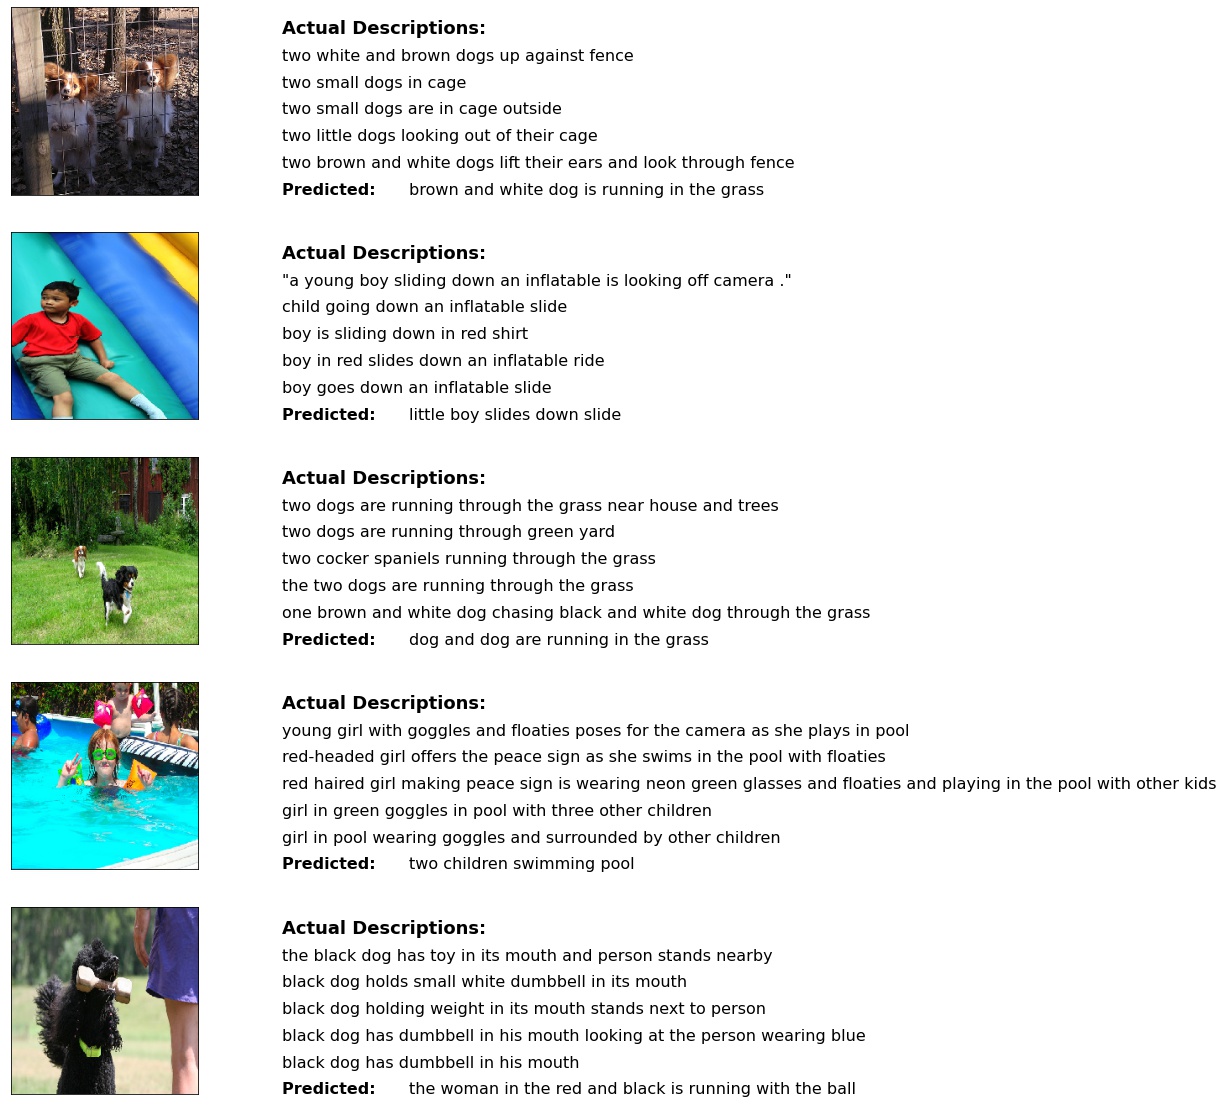 Actual Descriptions:
two white and brown dogs up against fence
two small dogs in cage
two small dogs are in cage outside
two little dogs looking out of their cage
two brown and white dogs lift their ears and look through fence
Predicted: brown and white dog is running in the grass
Actual Descriptions:
"a young boy sliding down an inflatable is looking off camera ."
child going down an inflatable slide
boy is sliding down in red shirt
boy in red slides down an inflatable ride
boy goes down an inflatable slide
Predicted: little boy slides down slide
Actual Descriptions:
two dogs are running through the grass near house and trees
two dogs are running through green yard
two cocker spaniels running through the grass
the two dogs are running through the grass
one brown and white dog chasing black and white dog through the grass
Predicted: dog and dog are running in the grass
Actual Descriptions:
young girl with goggles and floaties poses for the camera as she plays in pool
red-headed girl offers the peace sign as she swims in the pool with floaties
red haired girl making peace sign is wearing neon green glasses and floaties and playing in the pool with other kids
girl in green goggles in pool with three other children
girl in pool wearing goggles and surrounded by other children
Predicted: two children swimming pool
Actual Descriptions:
the black dog has toy in its mouth and person stands nearby
black dog holds small white dumbbell in its mouth
black dog holding weight in its mouth stands next to person
black dog has dumbbell in his mouth looking at the person wearing blue
black dog has dumbbell in his mouth
Predicted: the woman in the red and black is running with the ball